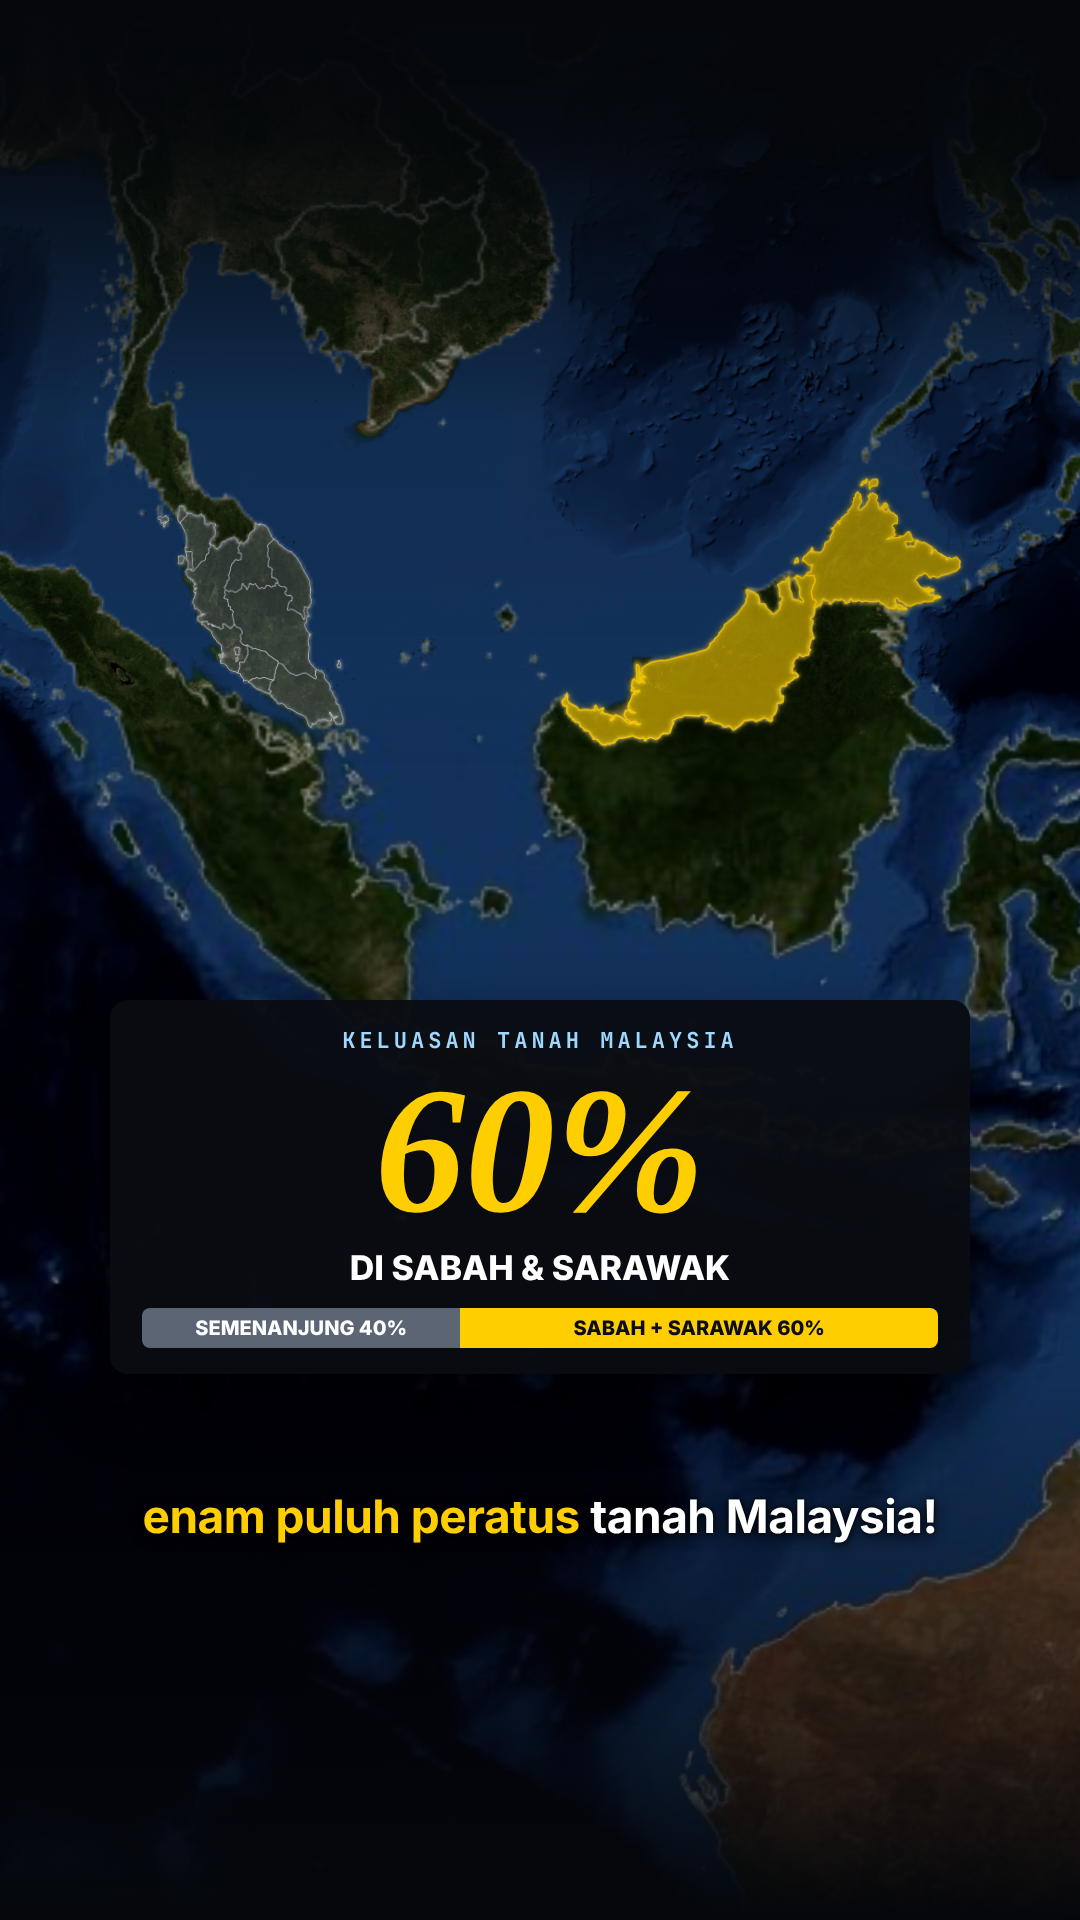 KELUASAN TANAH MALAYSIA
60%
DI SABAH & SARAWAK
SEMENANJUNG 40% SABAH + SARAWAK 60%
enam puluh peratus tanah Malaysia!